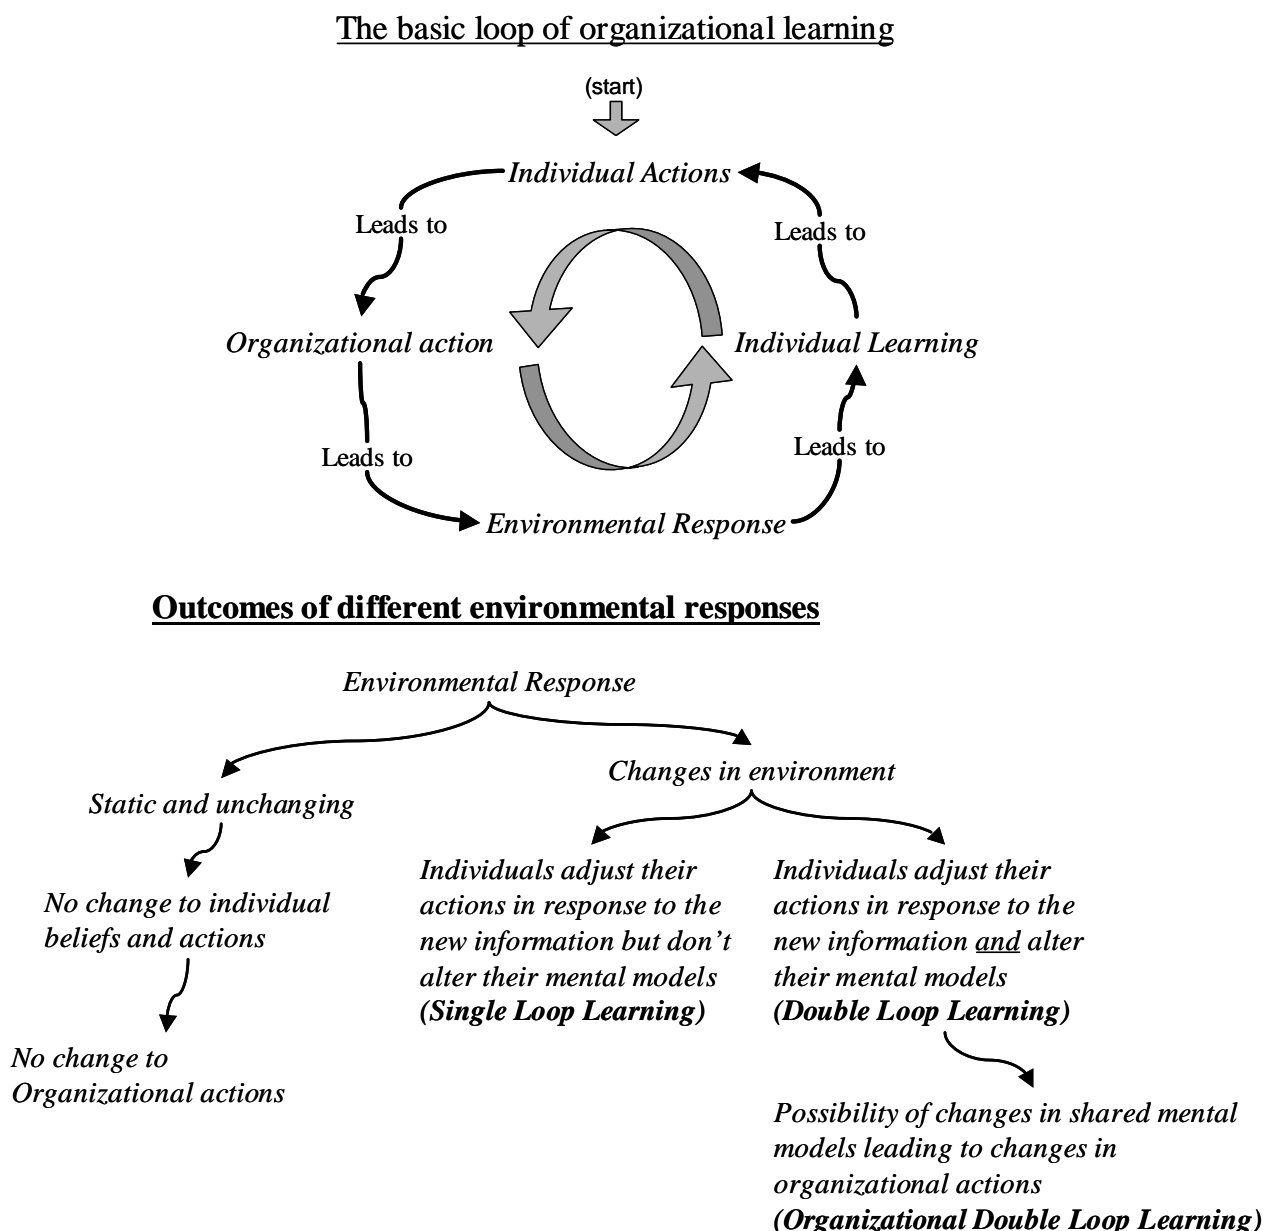 The basic loop of organizational learning
(start)
Individual Actions
Leads to
Leads to
Organizational action
Individual Learning
Leads to
Leads to
Environmental Response
Outcomes of different environmental responses
Environmental Response
Changes in environment
Static and unchanging
No change to individual
beliefs and actions
No change to
Organizational actions
Individuals adjust their
actions in response to the
new information but don’t
alter their mental models
(Single Loop Learning)
Individuals adjust their
actions in response to the
new information and alter
their mental models
(Double Loop Learning)
Possibility of changes in shared mental
models leading to changes in
organizational actions
(Organizational Double Loop Learning)